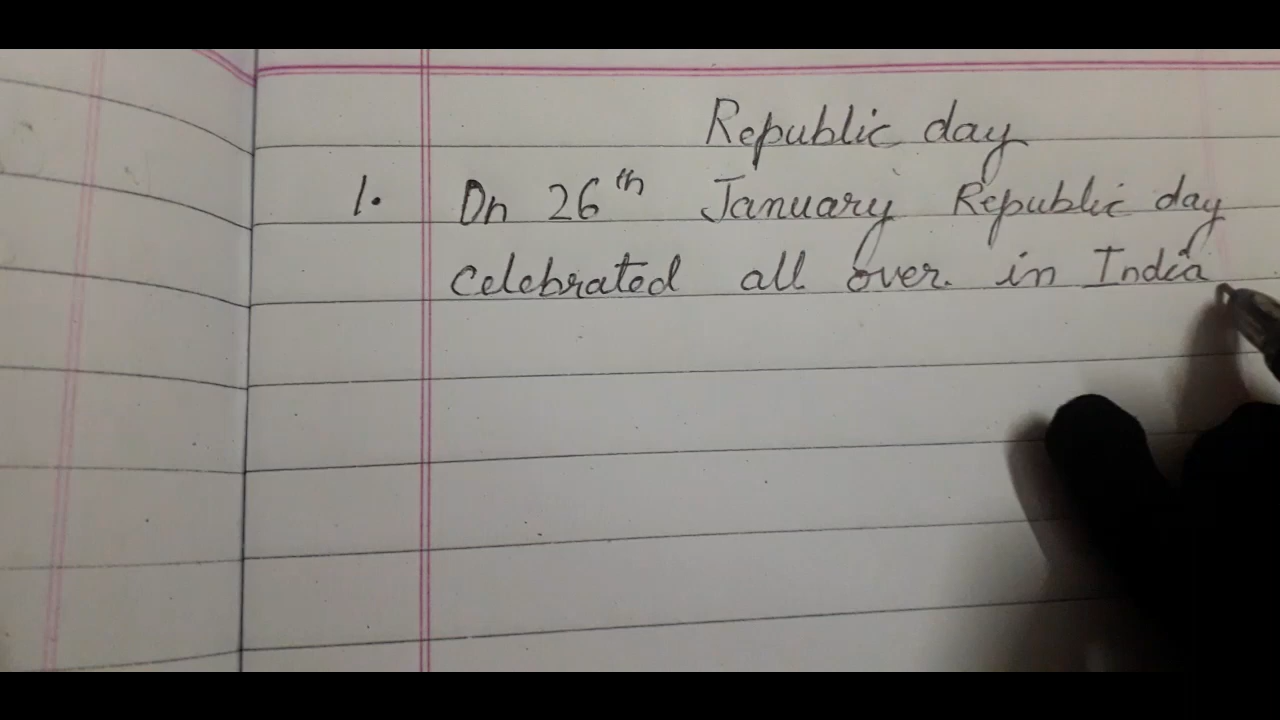 Republic day
1. On 26th January Republic day
celebrated all over. in India